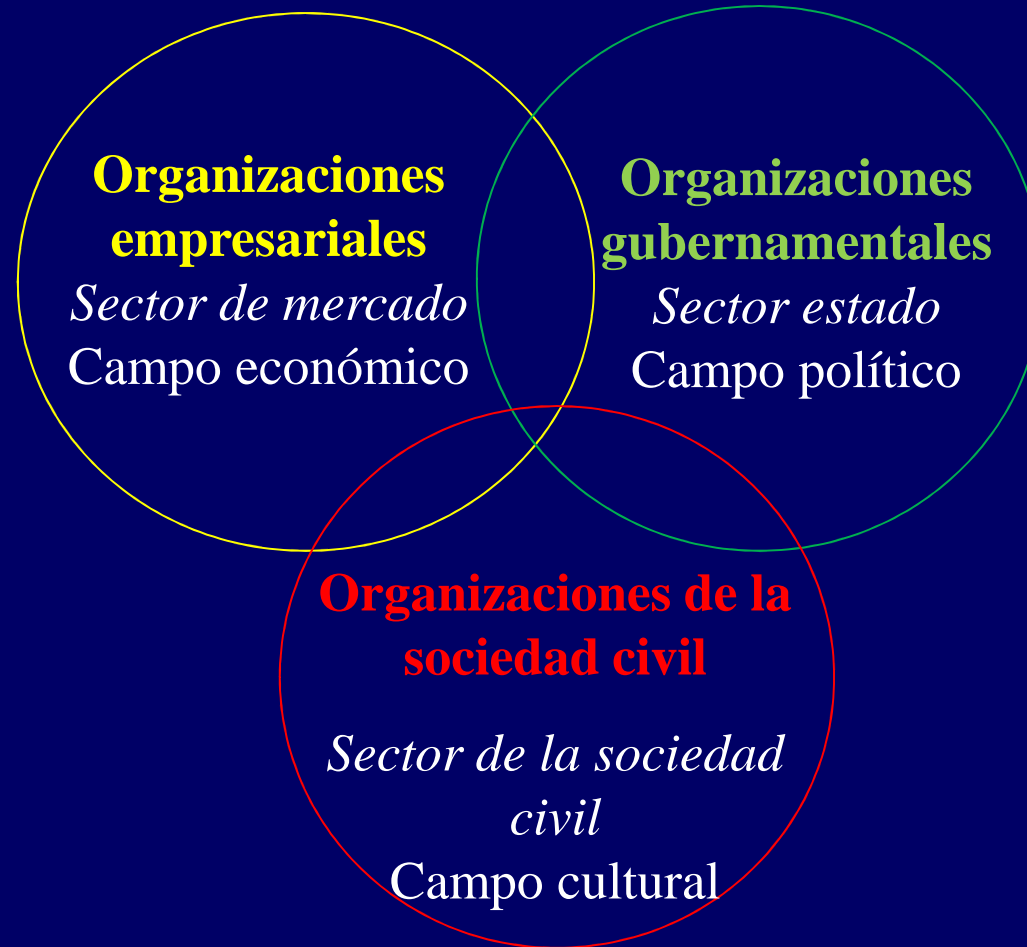 Organizaciones
empresariales
Sector de mercado
Campo económico
Organizaciones
gubernamentales
Sector estado
Campo político
Organizaciones de la
sociedad civil
Sector de la sociedad
civil
Campo cultural